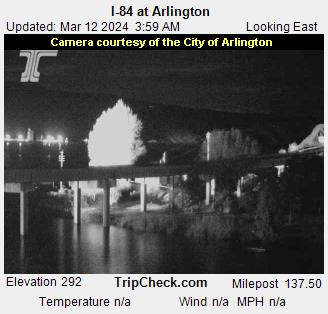 I-84 at Arlington
Updated: Mar 12 2024 3:59 AM Looking East
Camera courtesy of the City of Arlington
Elevation 292 TripCheck.com Milepost 137.50
Temperature n/a Wind n/a MPH n/a